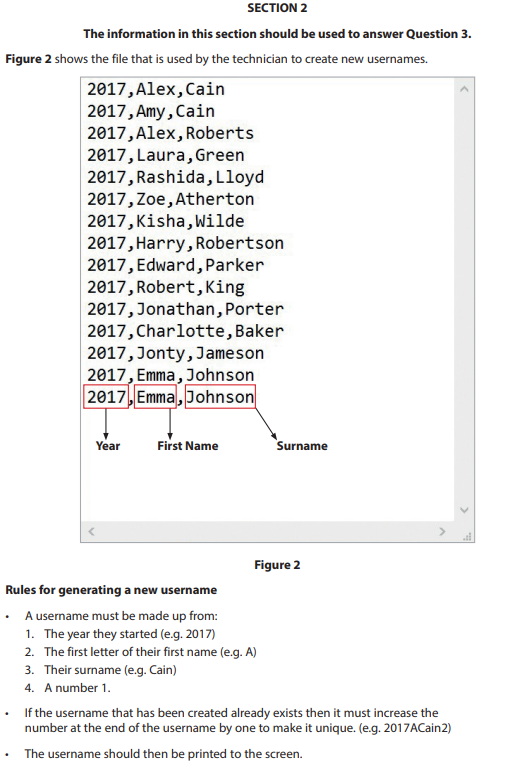 SECTION 2
The information in this section should be used to answer Question 3.
Figure 2 shows the file that is used by the technician to create new usernames.
2017,Alex,Cain
2017,Amy,Cain
2017,Alex,Roberts
2017,Laura,Green
2017,Rashida,Lloyd
2017,Zoe,Atherton
2017,Kisha,Wilde
2017,Harry,Robertson
2017,Edward,Parker
2017,Robert,King
2017,Jonathan,Porter
2017,Charlotte,Baker
2017,Jonty,Jameson
2017,Emma,Johnson
2017,Emma,Johnson
Year First Name Surname
Figure 2
Rules for generating a new username
• A username must be made up from:
1. The year they started (e.g. 2017)
2. The first letter of their first name (e.g. A)
3. Their surname (e.g. Cain)
4. A number 1.
• If the username that has been created already exists then it must increase the
number at the end of the username by one to make it unique. (e.g. 2017ACain2)
• The username should then be printed to the screen.